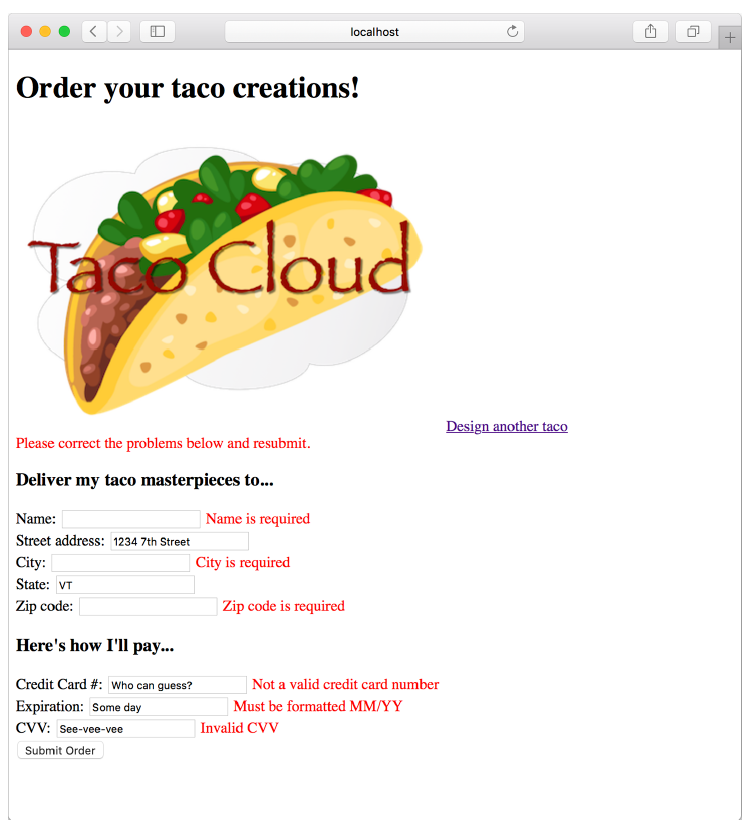 localhost
Order your taco creations!
Taco Cloud
Design another taco
Please correct the problems below and resubmit.
Deliver my taco masterpieces to...
Name: Name is required
Street address: 1234 7th Street
City: City is required
State: VT
Zip code: Zip code is required
Here's how I'll pay...
Credit Card #: Who can guess? Not a valid credit card number
Expiration: Some day Must be formatted MM/YY
CVV: See-vee-vee Invalid CVV
Submit Order